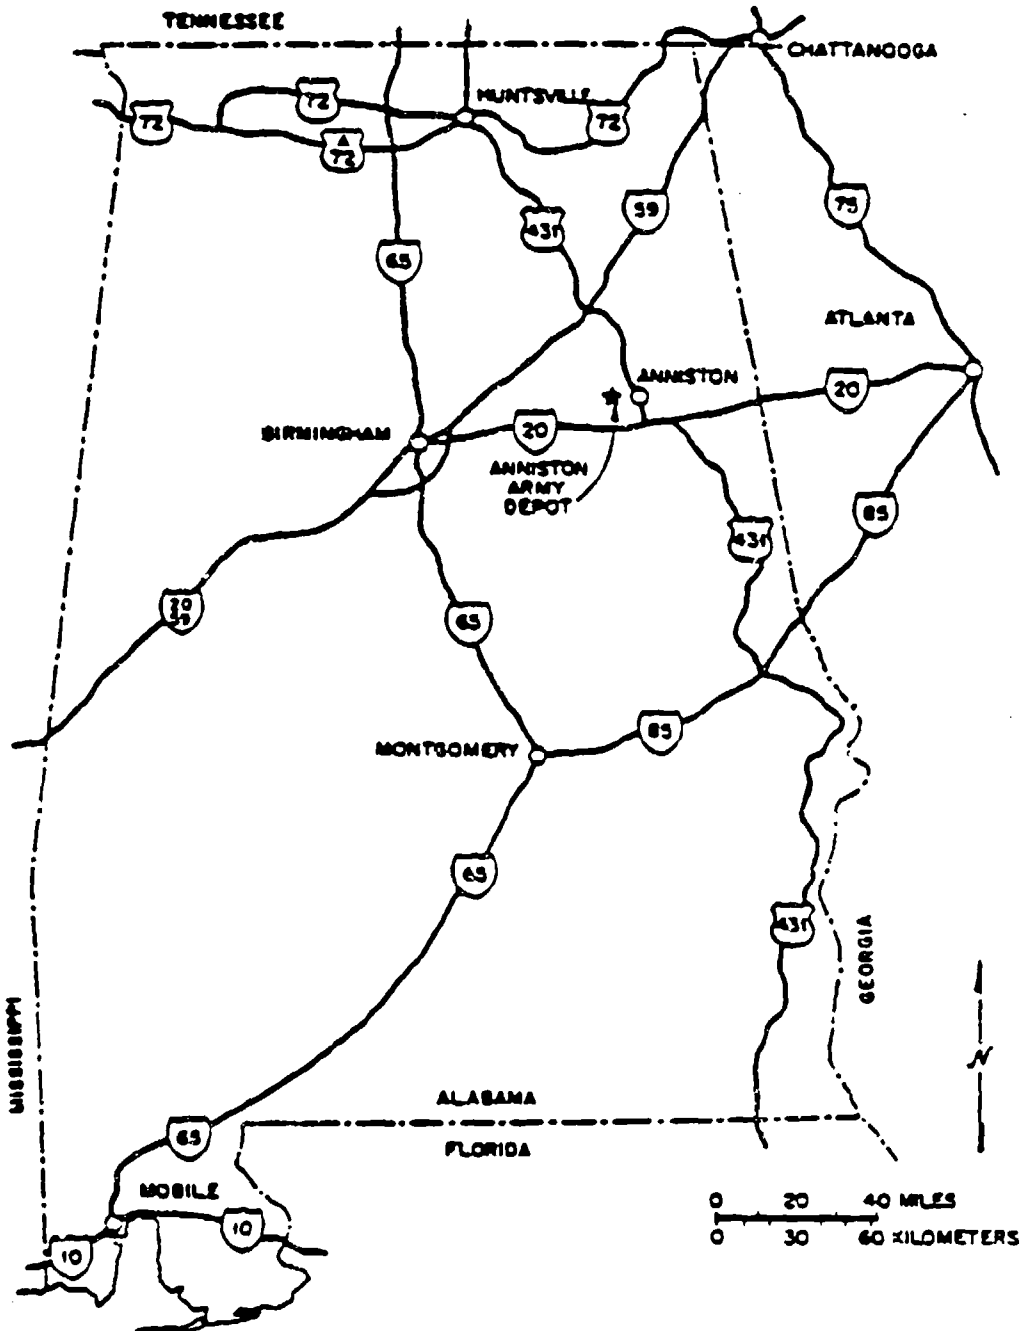 TENNESSEE
CHATTANOOGA
HUNTSVILLE
72
72
72
A
72
431
59
75
65
ATLANTA
ANNISTON
20
BIRMINGHAM
20
ANNISTON
ARMY
DEPOT
85
431
20
59
65
85
MONTGOMERY
65
431
GEORGIA
MISSISSIPPI
N
ALABAMA
FLORIDA
65
MOBILE
10
10
0 20 40 MILES
0 30 60 KILOMETERS